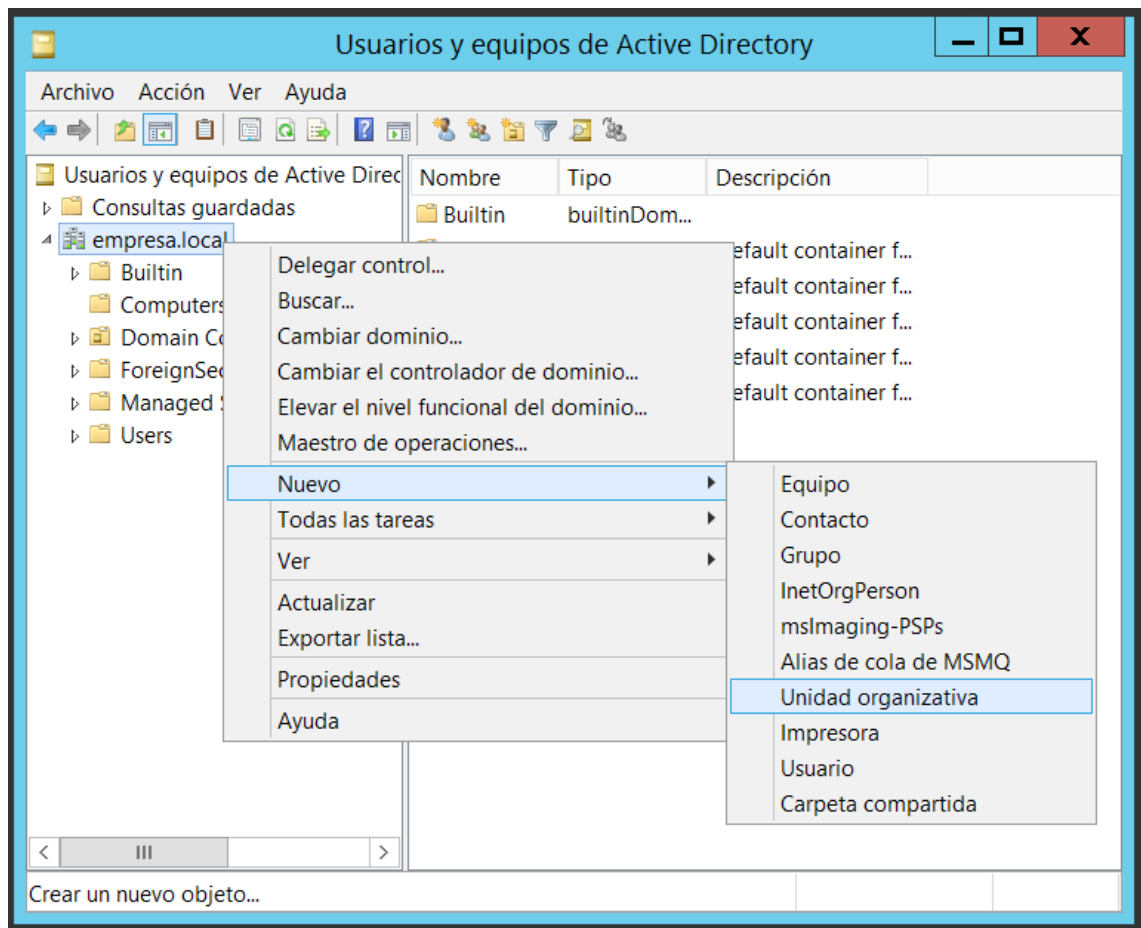 Usuarios y equipos de Active Directory
X
Archivo Acción Ver Ayuda
Usuarios y equipos de Active Direc
Consultas guardadas
empresa.local
Builtin
Computers
Domain Co
ForeignSec
Managed
Users
Nombre Tipo Descripción
Builtin builtinDom...
efault container f...
efault container f...
efault container f...
efault container f...
efault container f...
Delegar control...
Buscar...
Cambiar dominio...
Cambiar el controlador de dominio...
Elevar el nivel funcional del dominio...
Maestro de operaciones...
Nuevo
Todas las tareas
Ver
Actualizar
Exportar lista...
Propiedades
Ayuda
Equipo
Contacto
Grupo
InetOrgPerson
msImaging-PSPs
Alias de cola de MSMQ
Unidad organizativa
Impresora
Usuario
Carpeta compartida
Crear un nuevo objeto...